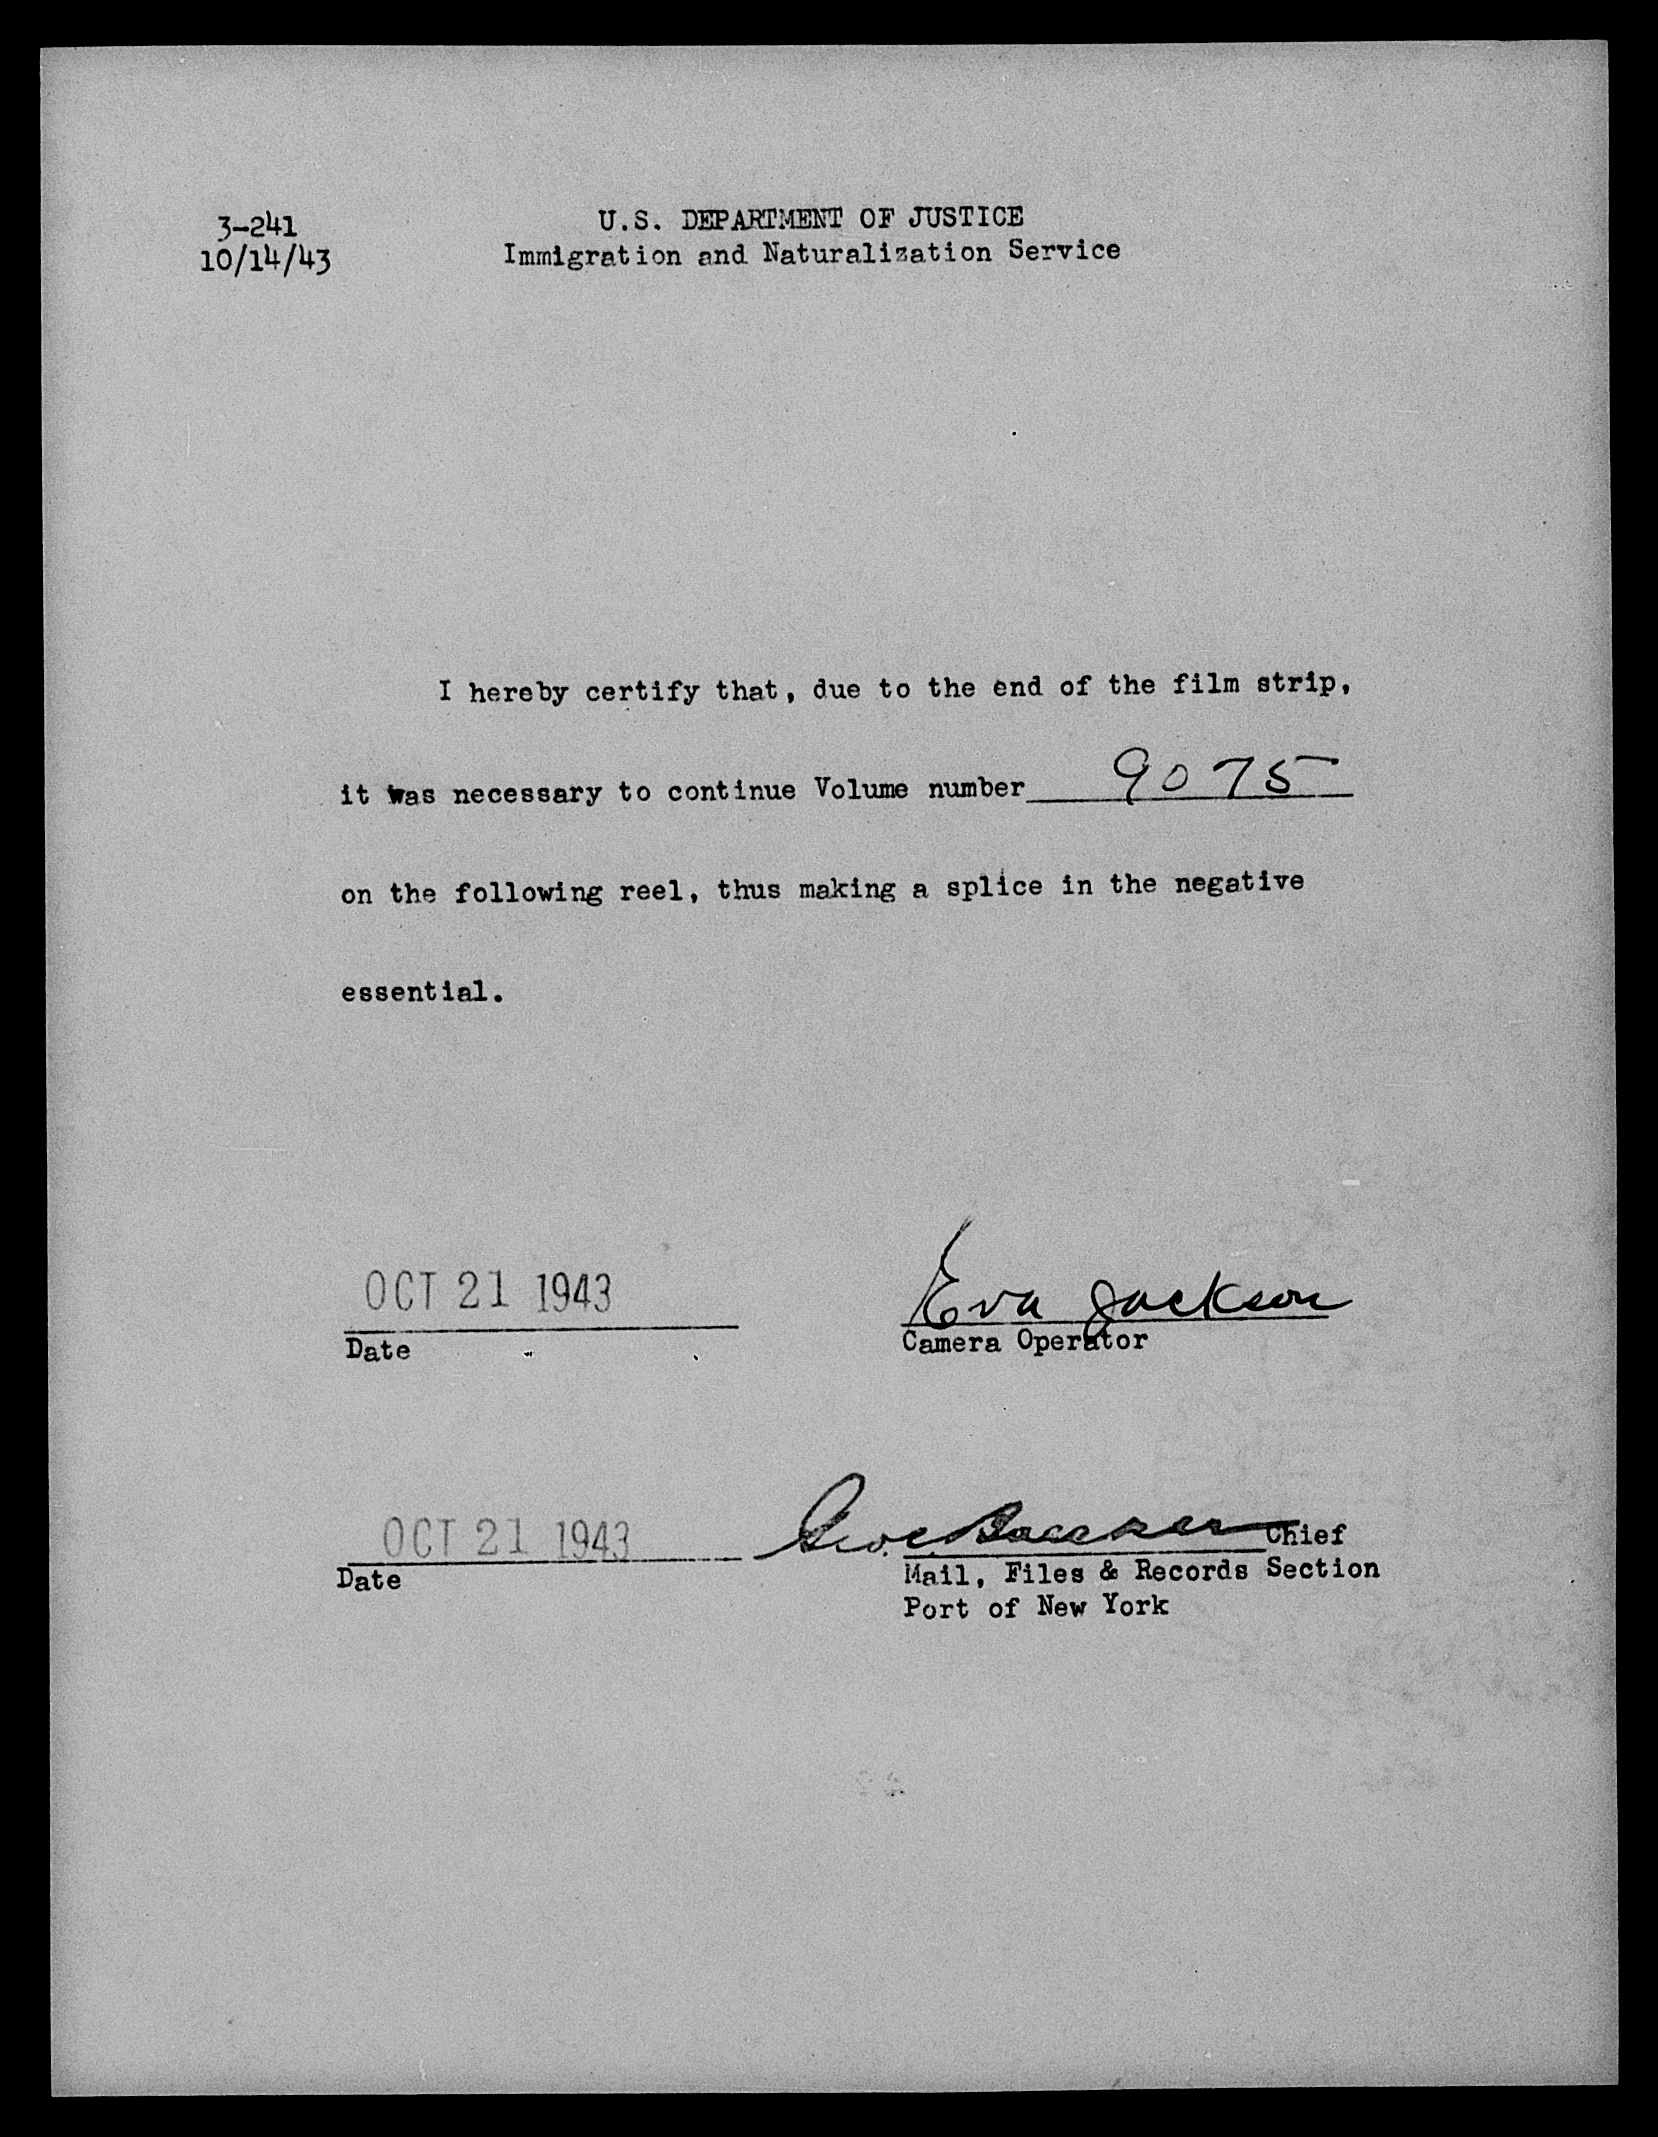 3-241
10/14/43
U.S. DEPARTMENT OF JUSTICE
Immigration and Naturalization Service
I hereby certify that, due to the end of the film strip,
it was necessary to continue Volume number 9075
on the following reel, thus making a splice in the negative
essential.
OCT 21 1943
Eva Jackson
Date
Camera Operator
OCT 21 1943
Geo. Chief
Date
Mail, Files & Records Section
Port of New York